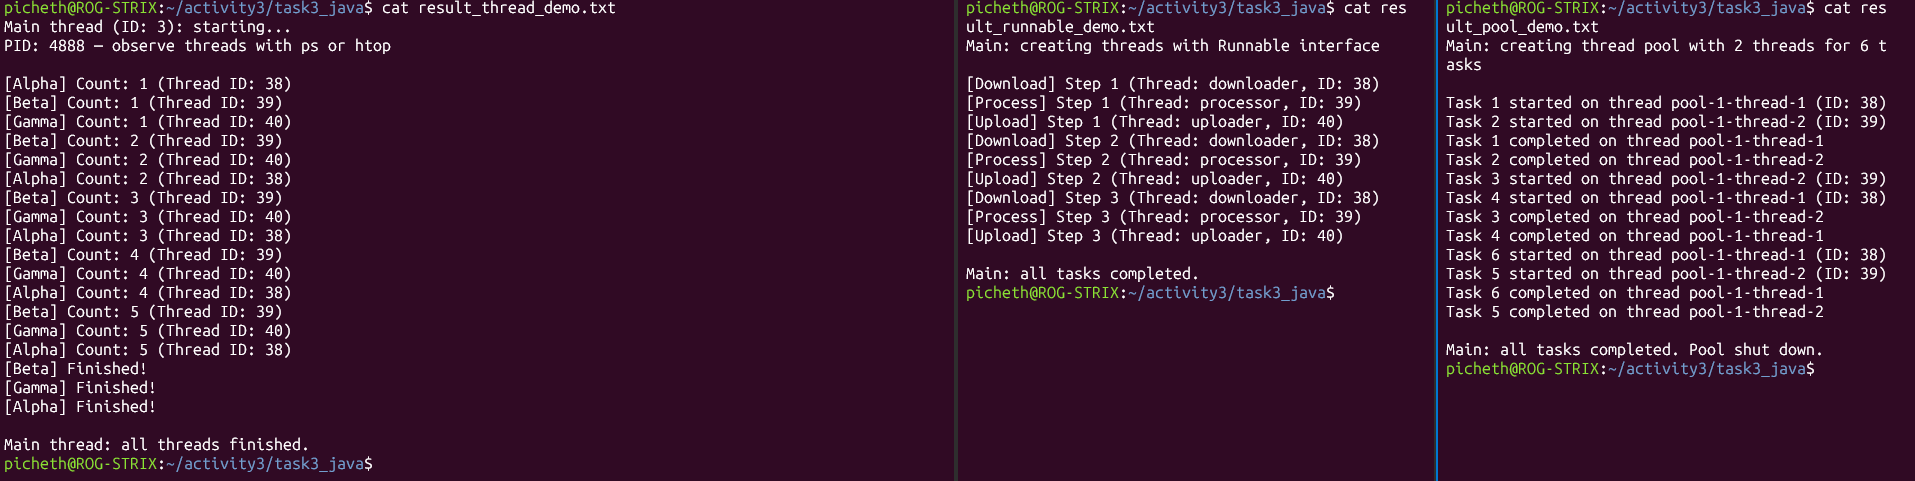 picheth@ROG-STRIX:~/activity3/task3_java$ cat result_thread_demo.txt
Main thread (ID: 3): starting...
PID: 4888 — observe threads with ps or htop
[Alpha] Count: 1 (Thread ID: 38)
[Beta] Count: 1 (Thread ID: 39)
[Gamma] Count: 1 (Thread ID: 40)
[Beta] Count: 2 (Thread ID: 39)
[Gamma] Count: 2 (Thread ID: 40)
[Alpha] Count: 2 (Thread ID: 38)
[Beta] Count: 3 (Thread ID: 39)
[Gamma] Count: 3 (Thread ID: 40)
[Alpha] Count: 3 (Thread ID: 38)
[Beta] Count: 4 (Thread ID: 39)
[Gamma] Count: 4 (Thread ID: 40)
[Alpha] Count: 4 (Thread ID: 38)
[Beta] Count: 5 (Thread ID: 39)
[Gamma] Count: 5 (Thread ID: 40)
[Alpha] Count: 5 (Thread ID: 38)
[Beta] Finished!
[Gamma] Finished!
[Alpha] Finished!
Main thread: all threads finished.
picheth@ROG-STRIX:~/activity3/task3_java$
picheth@ROG-STRIX:~/activity3/task3_java$ cat res
ult_runnable_demo.txt
Main: creating threads with Runnable interface
[Download] Step 1 (Thread: downloader, ID: 38)
[Process] Step 1 (Thread: processor, ID: 39)
[Upload] Step 1 (Thread: uploader, ID: 40)
[Download] Step 2 (Thread: downloader, ID: 38)
[Process] Step 2 (Thread: processor, ID: 39)
[Upload] Step 2 (Thread: uploader, ID: 40)
[Download] Step 3 (Thread: downloader, ID: 38)
[Process] Step 3 (Thread: processor, ID: 39)
[Upload] Step 3 (Thread: uploader, ID: 40)
Main: all tasks completed.
picheth@ROG-STRIX:~/activity3/task3_java$
picheth@ROG-STRIX:~/activity3/task3_java$ cat res
ult_pool_demo.txt
Main: creating thread pool with 2 threads for 6 t
asks
Task 1 started on thread pool-1-thread-1 (ID: 38)
Task 2 started on thread pool-1-thread-2 (ID: 39)
Task 1 completed on thread pool-1-thread-1
Task 2 completed on thread pool-1-thread-2
Task 3 started on thread pool-1-thread-2 (ID: 39)
Task 4 started on thread pool-1-thread-1 (ID: 38)
Task 3 completed on thread pool-1-thread-2
Task 4 completed on thread pool-1-thread-1
Task 6 started on thread pool-1-thread-1 (ID: 38)
Task 5 started on thread pool-1-thread-2 (ID: 39)
Task 6 completed on thread pool-1-thread-1
Task 5 completed on thread pool-1-thread-2
Main: all tasks completed. Pool shut down.
picheth@ROG-STRIX:~/activity3/task3_java$